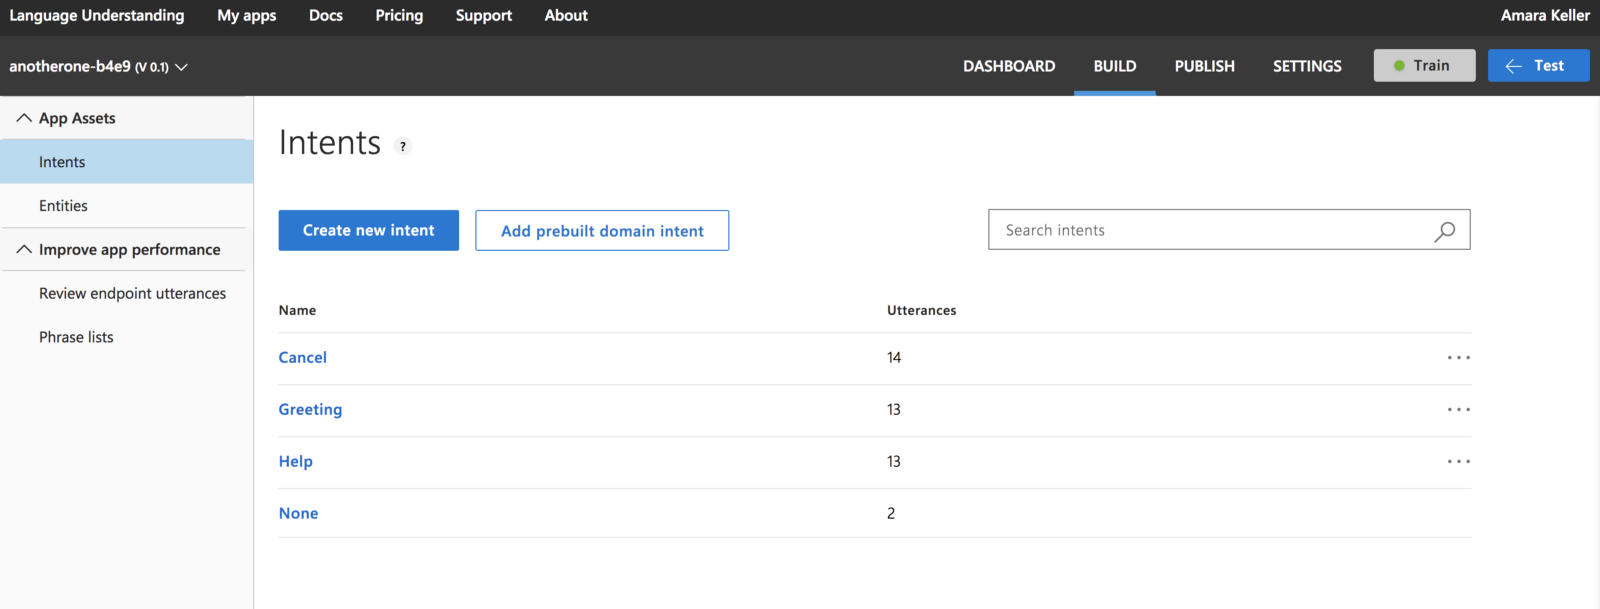 Language Understanding My apps Docs Pricing Support About Amara Keller
anotherone-b4e9 (V 0.1) DASHBOARD BUILD PUBLISH SETTINGS Train Test
App Assets
Intents
Entities
Improve app performance
Review endpoint utterances
Phrase lists
Intents ?
Create new intent Add prebuilt domain intent Search intents
Name Utterances
Cancel 14 ...
Greeting 13 ...
Help 13 ...
None 2